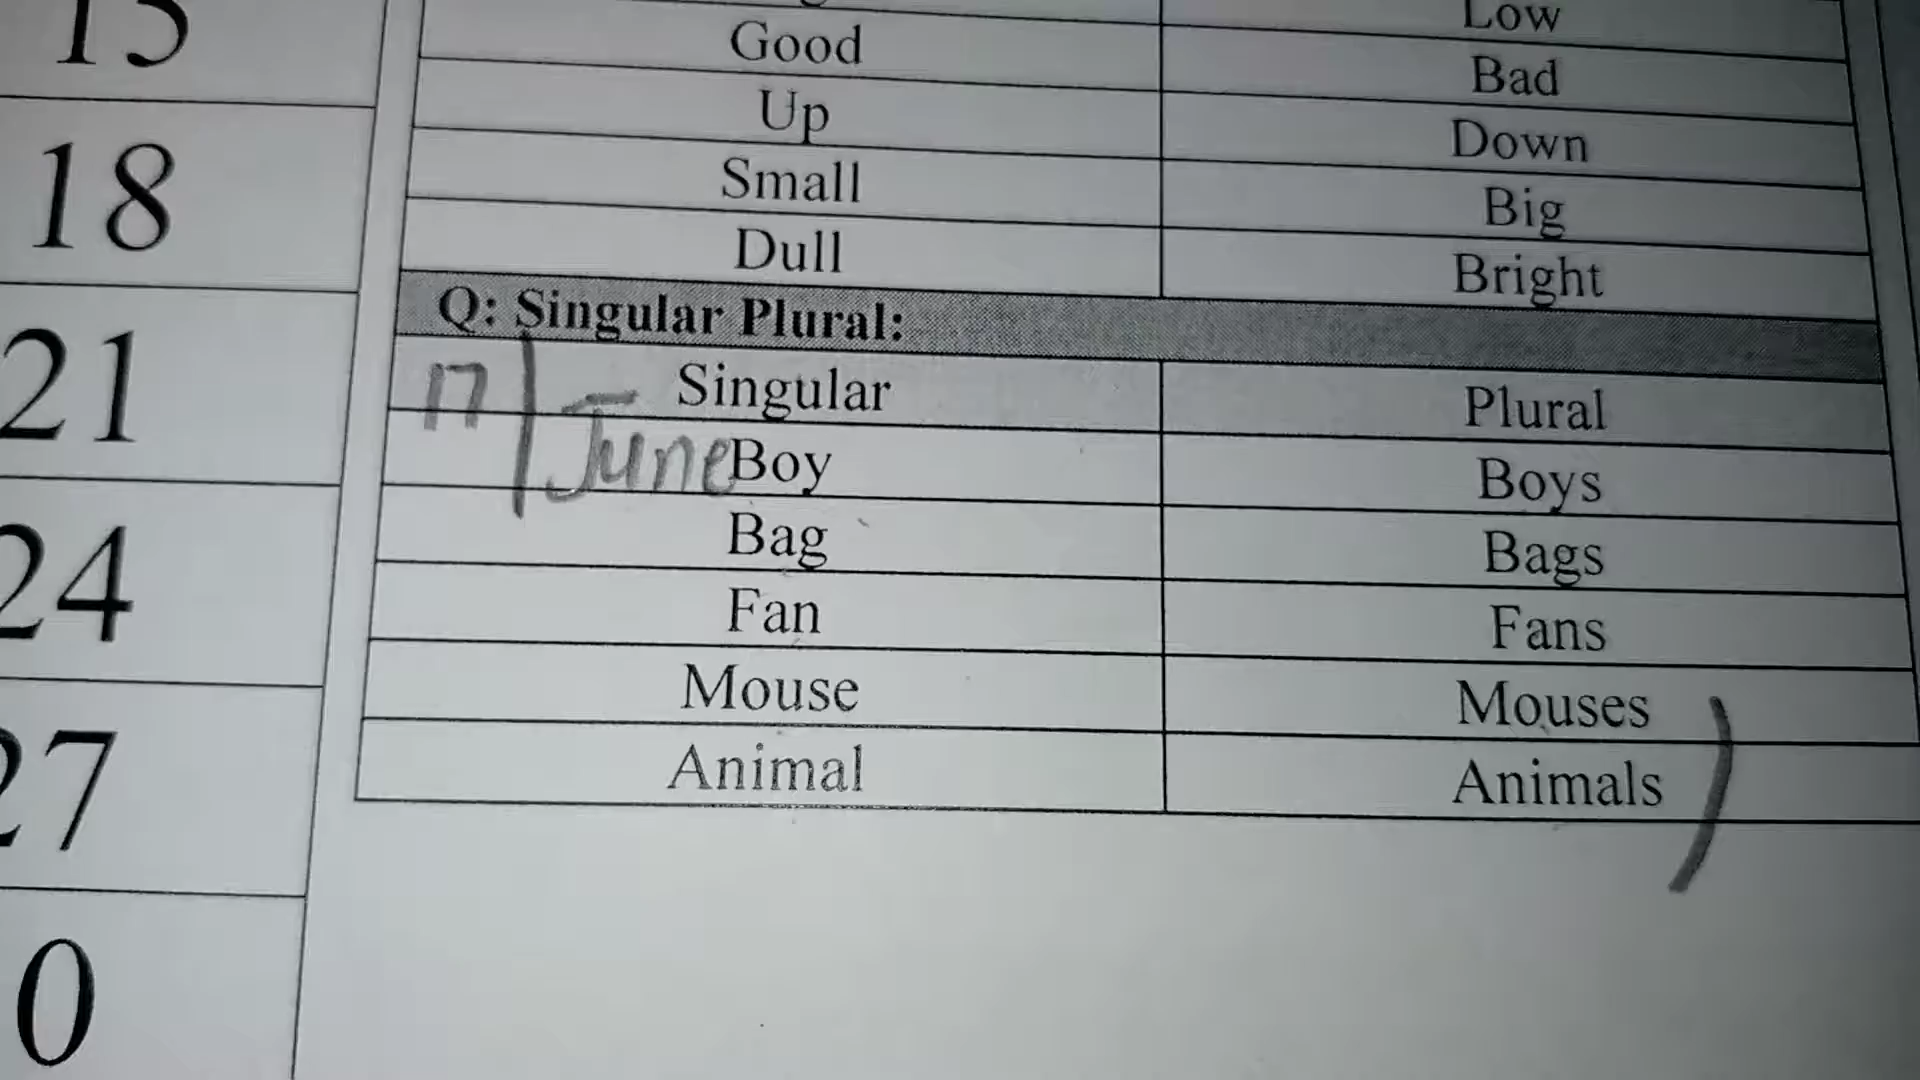 15
18
21
24
27
0
Low
Good Bad
Up Down
Small Big
Dull Bright
Q: Singular Plural:
17/June
Singular Plural
Boy Boys
Bag Bags
Fan Fans
Mouse Mouses
Animal Animals